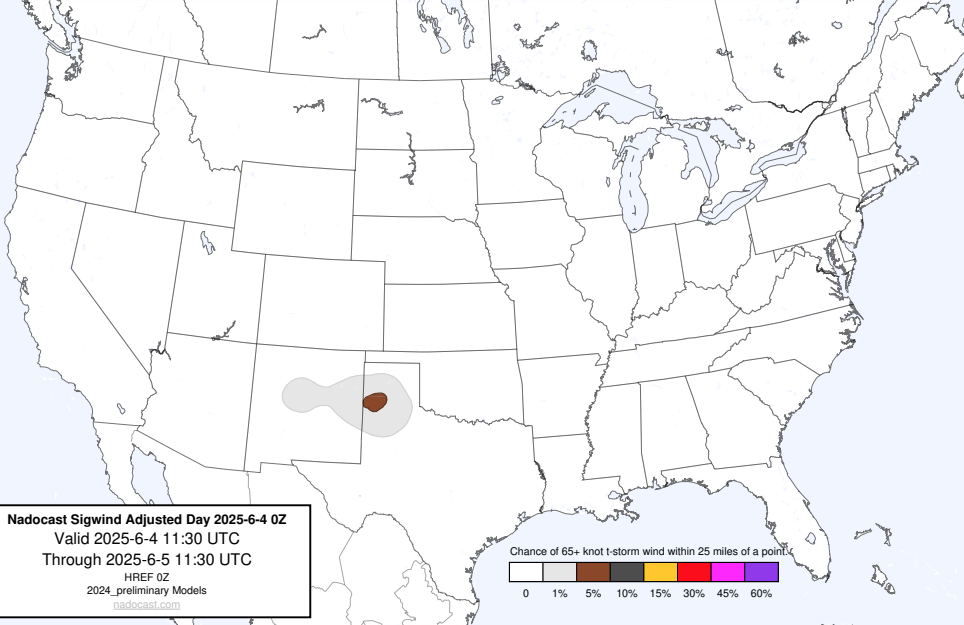 Nadocast Sigwind Adjusted Day 2025-6-4 0Z
Valid 2025-6-4 11:30 UTC
Through 2025-6-5 11:30 UTC
HREF 0Z
2024_preliminary Models
nadocast.com
Chance of 65+ knot t-storm wind within 25 miles of a point.
0 1% 5% 10% 15% 30% 45% 60%